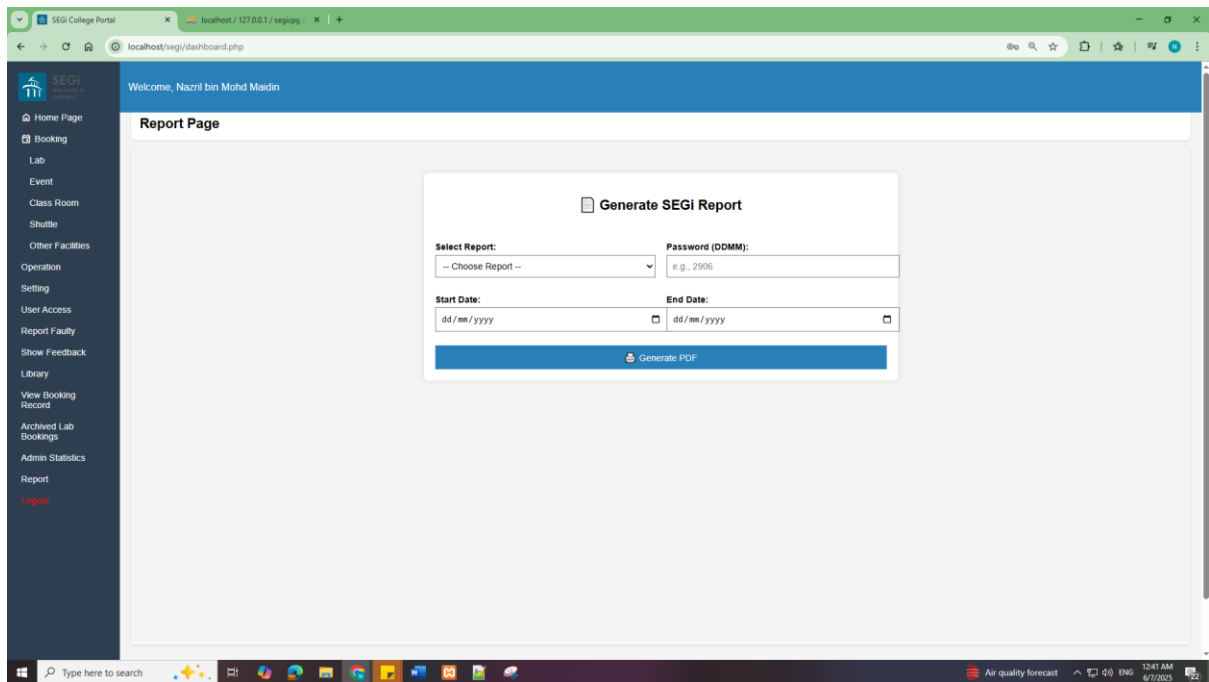 SEGi College Portal
localhost / 127.0.0.1 / segicpg /
localhost/segi/dashboard.php
N
SEGi
University &
Colleges
Welcome, Nazril bin Mohd Maidin
Home Page
Booking
Lab
Event
Class Room
Shuttle
Other Facilities
Operation
Setting
User Access
Report Faulty
Show Feedback
Library
View Booking
Record
Archived Lab
Bookings
Admin Statistics
Report
Logout
Report Page
Generate SEGi Report
Select Report:
Password (DDMM):
-- Choose Report --
e.g., 2906
Start Date:
End Date:
dd/mm/yyyy
dd/mm/yyyy
Generate PDF
Type here to search
Air quality forecast
ENG
12:41 AM
6/7/2025
22